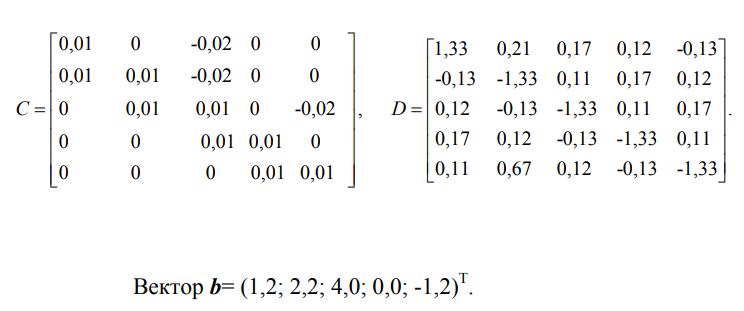 0,01 0 -0,02 0 0 1,33 0,21 0,17 0,12 -0,13
0,01 0,01 -0,02 0 0 -0,13 -1,33 0,11 0,17 0,12
C = 0 0,01 0,01 0 -0,02 , D = 0,12 -0,13 -1,33 0,11 0,17 .
0 0 0,01 0,01 0 0,17 0,12 -0,13 -1,33 0,11
0 0 0 0,01 0,01 0,11 0,67 0,12 -0,13 -1,33
Вектор b= (1,2; 2,2; 4,0; 0,0; -1,2)ᵀ.